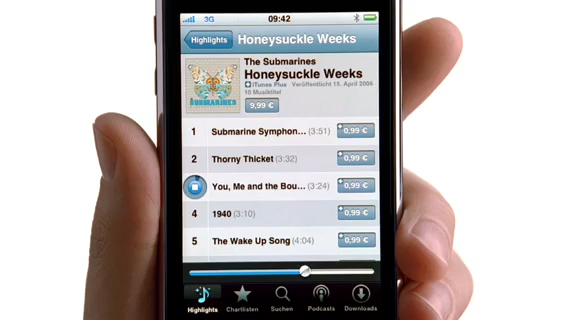 3G 09:42
Highlights Honeysuckle Weeks
The Submarines
Honeysuckle Weeks
iTunes Plus Veröffentlicht 15. April 2006
10 Musiktitel
9,99 €
SUBMARINES
1 Submarine Symphon... (3:51) 0,99 €
2 Thorny Thicket (3:32) 0,99 €
You, Me and the Bou... (3:24) 0,99 €
4 1940 (3:10) 0,99 €
5 The Wake Up Song (4:04) 0,99 €
Highlights Chartlisten Suchen Podcasts Downloads